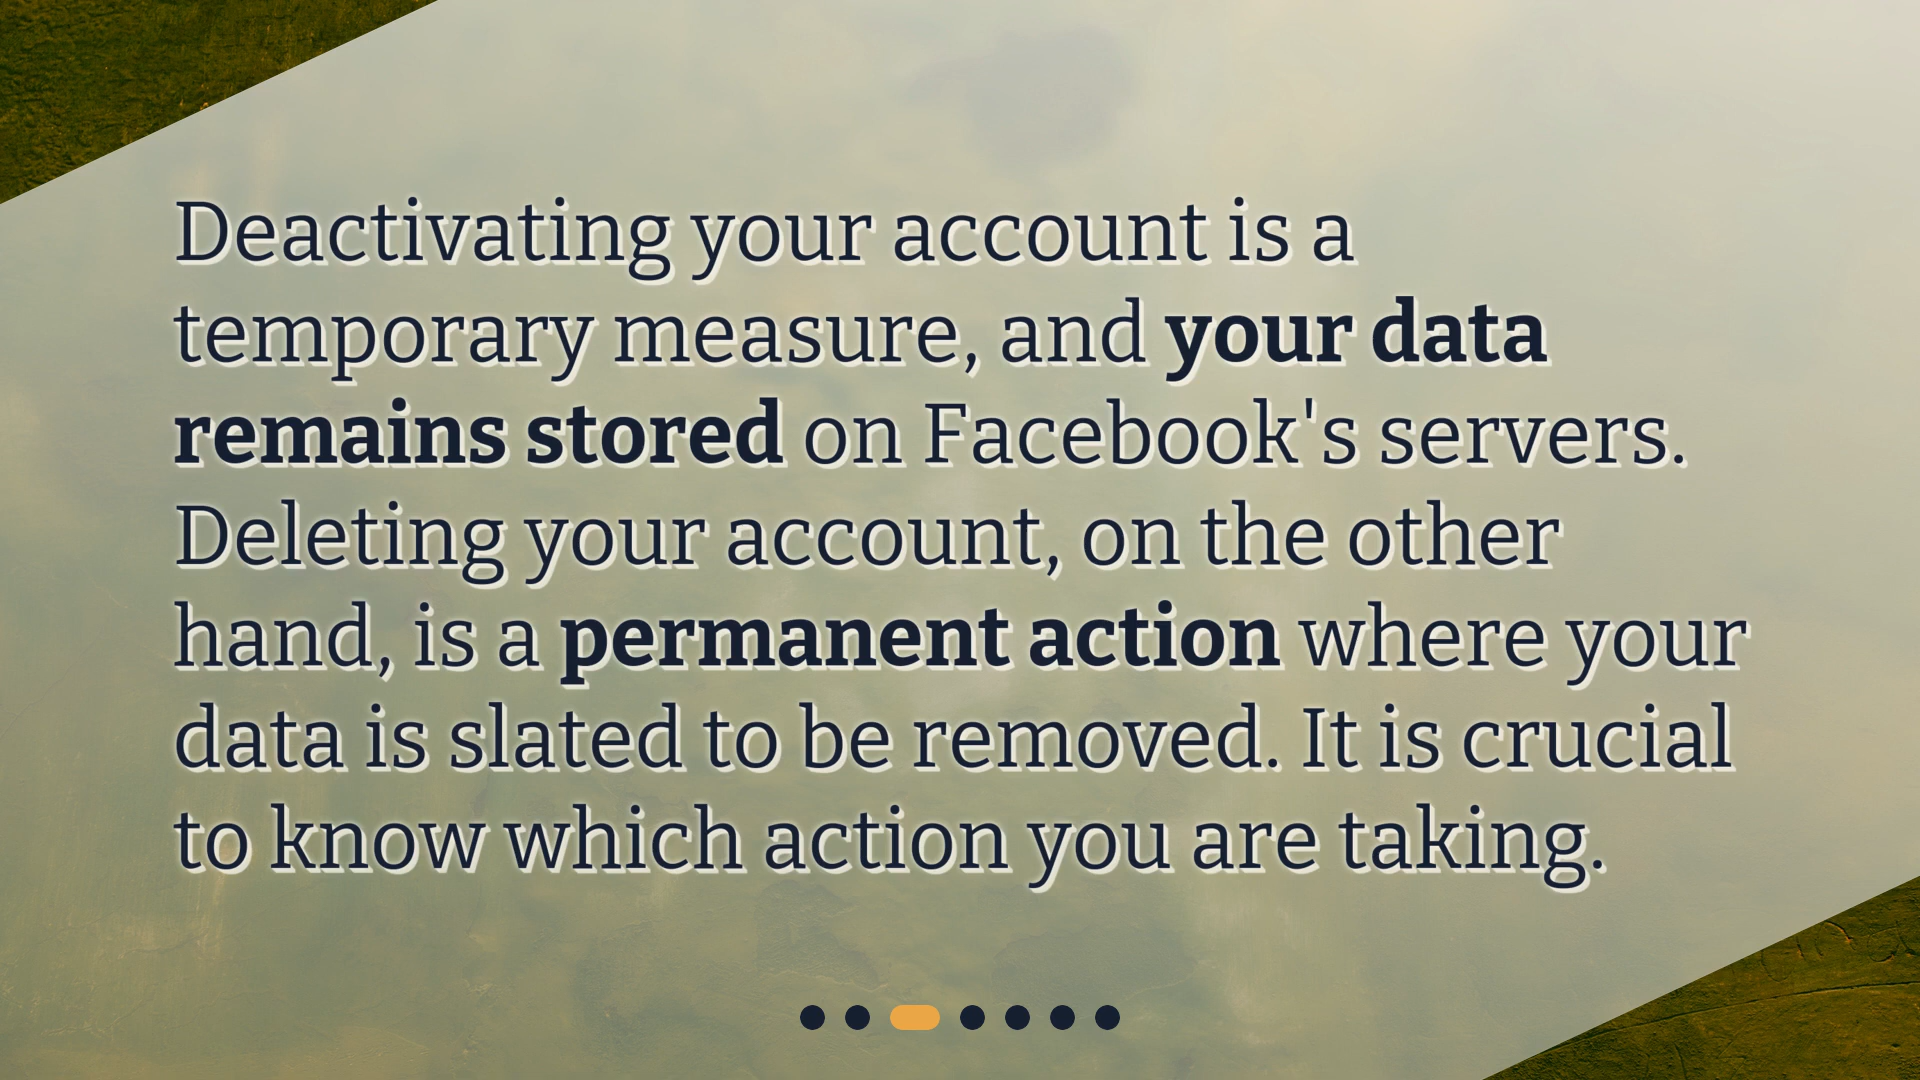 Deactivating your account is a
temporary measure, and your data
remains stored on Facebook's servers.
Deleting your account, on the other
hand, is a permanent action where your
data is slated to be removed. It is crucial
to know which action you are taking.